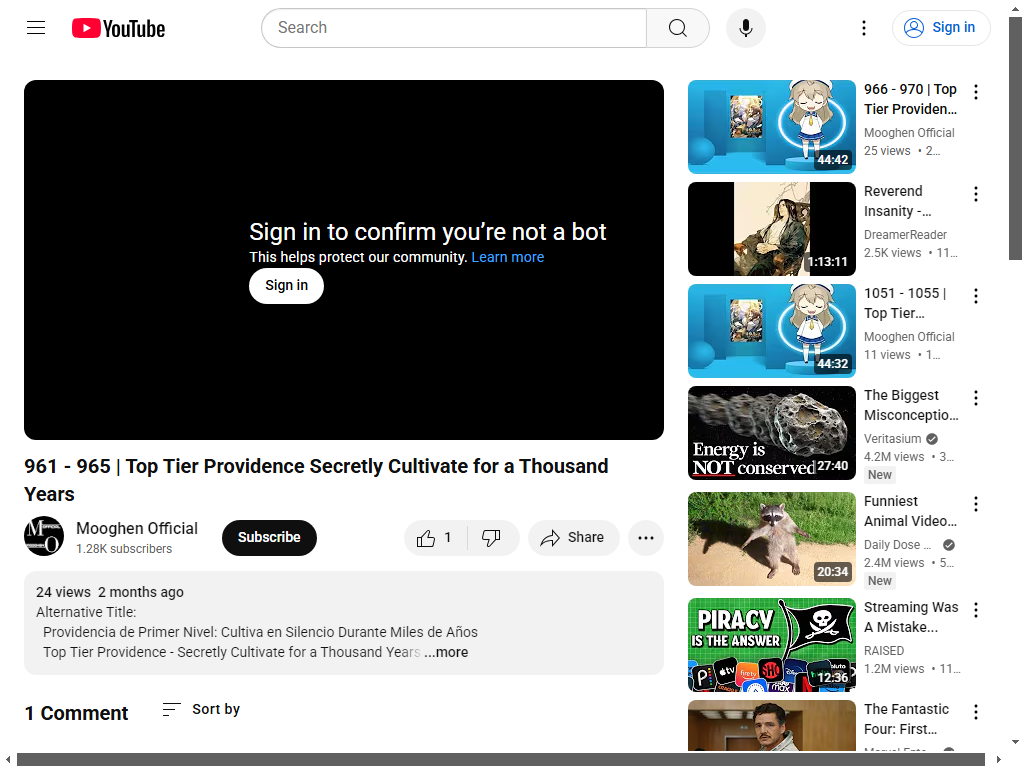 YouTube
Search
Sign in
Sign in to confirm you’re not a bot
This helps protect our community. Learn more
Sign in
961 - 965 | Top Tier Providence Secretly Cultivate for a Thousand
Years
Mooghen Official
1.28K subscribers
Subscribe
1
Share
24 views 2 months ago
Alternative Title:
Providencia de Primer Nivel: Cultiva en Silencio Durante Miles de Años
Top Tier Providence - Secretly Cultivate for a Thousand Years ...more
1 Comment
Sort by
44:42
966 - 970 | Top
Tier Providen...
Mooghen Official
25 views • 2...
1:13:11
Reverend
Insanity -...
DreamerReader
2.5K views • 11...
44:32
1051 - 1055 |
Top Tier...
Mooghen Official
11 views • 1...
Energy is
NOT conserved
27:40
The Biggest
Misconceptio...
Veritasium
4.2M views • 3...
New
20:34
Funniest
Animal Video...
Daily Dose ...
2.4M views • 5...
New
PIRACY
IS THE ANSWER
12:36
Streaming Was
A Mistake...
RAISED
1.2M views • 11...
The Fantastic
Four: First...